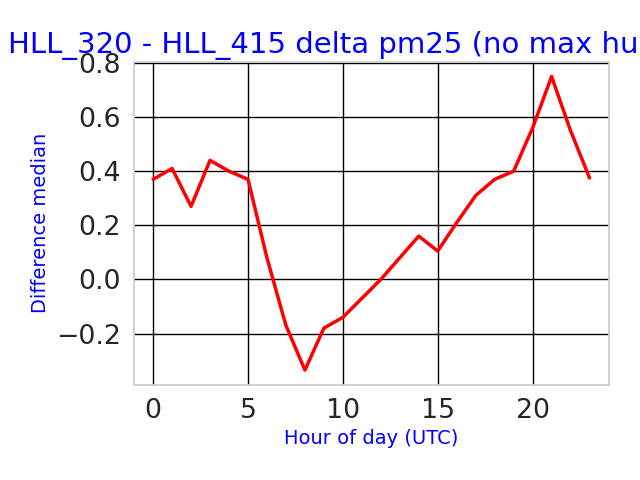 HLL_320 - HLL_415 delta pm25 (no max hu
0.8
0.6
0.4
0.2
0.0
−0.2
Difference median
0 5 10 15 20
Hour of day (UTC)